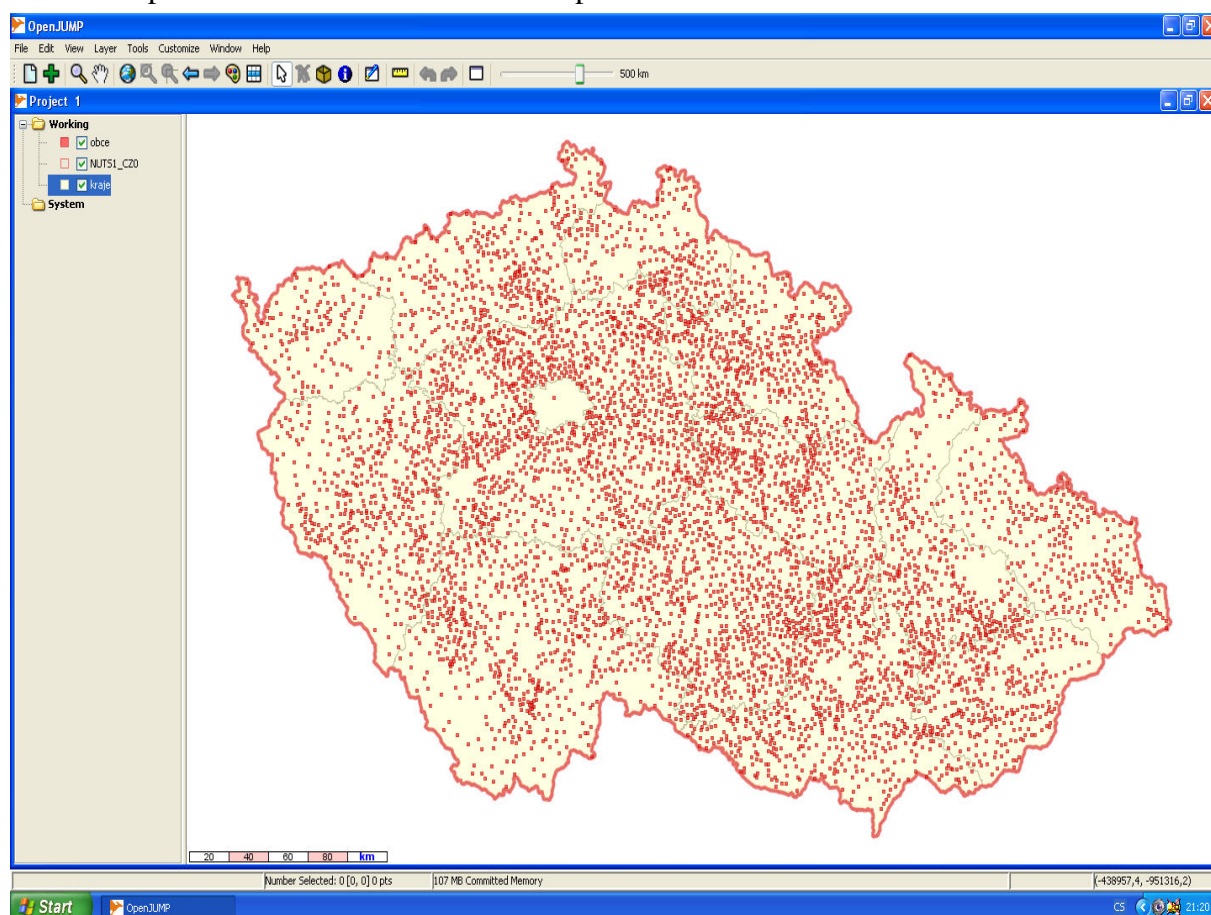 OpenJUMP
File Edit View Layer Tools Customize Window Help
500 km
Project 1
Working
obce
NUTS1_CZ0
kraje
System
20 40 60 80 km
Number Selected: 0 [0, 0] 0 pts 107 MB Committed Memory (-438957,4, -951316,2)
Start OpenJUMP CS 21:20